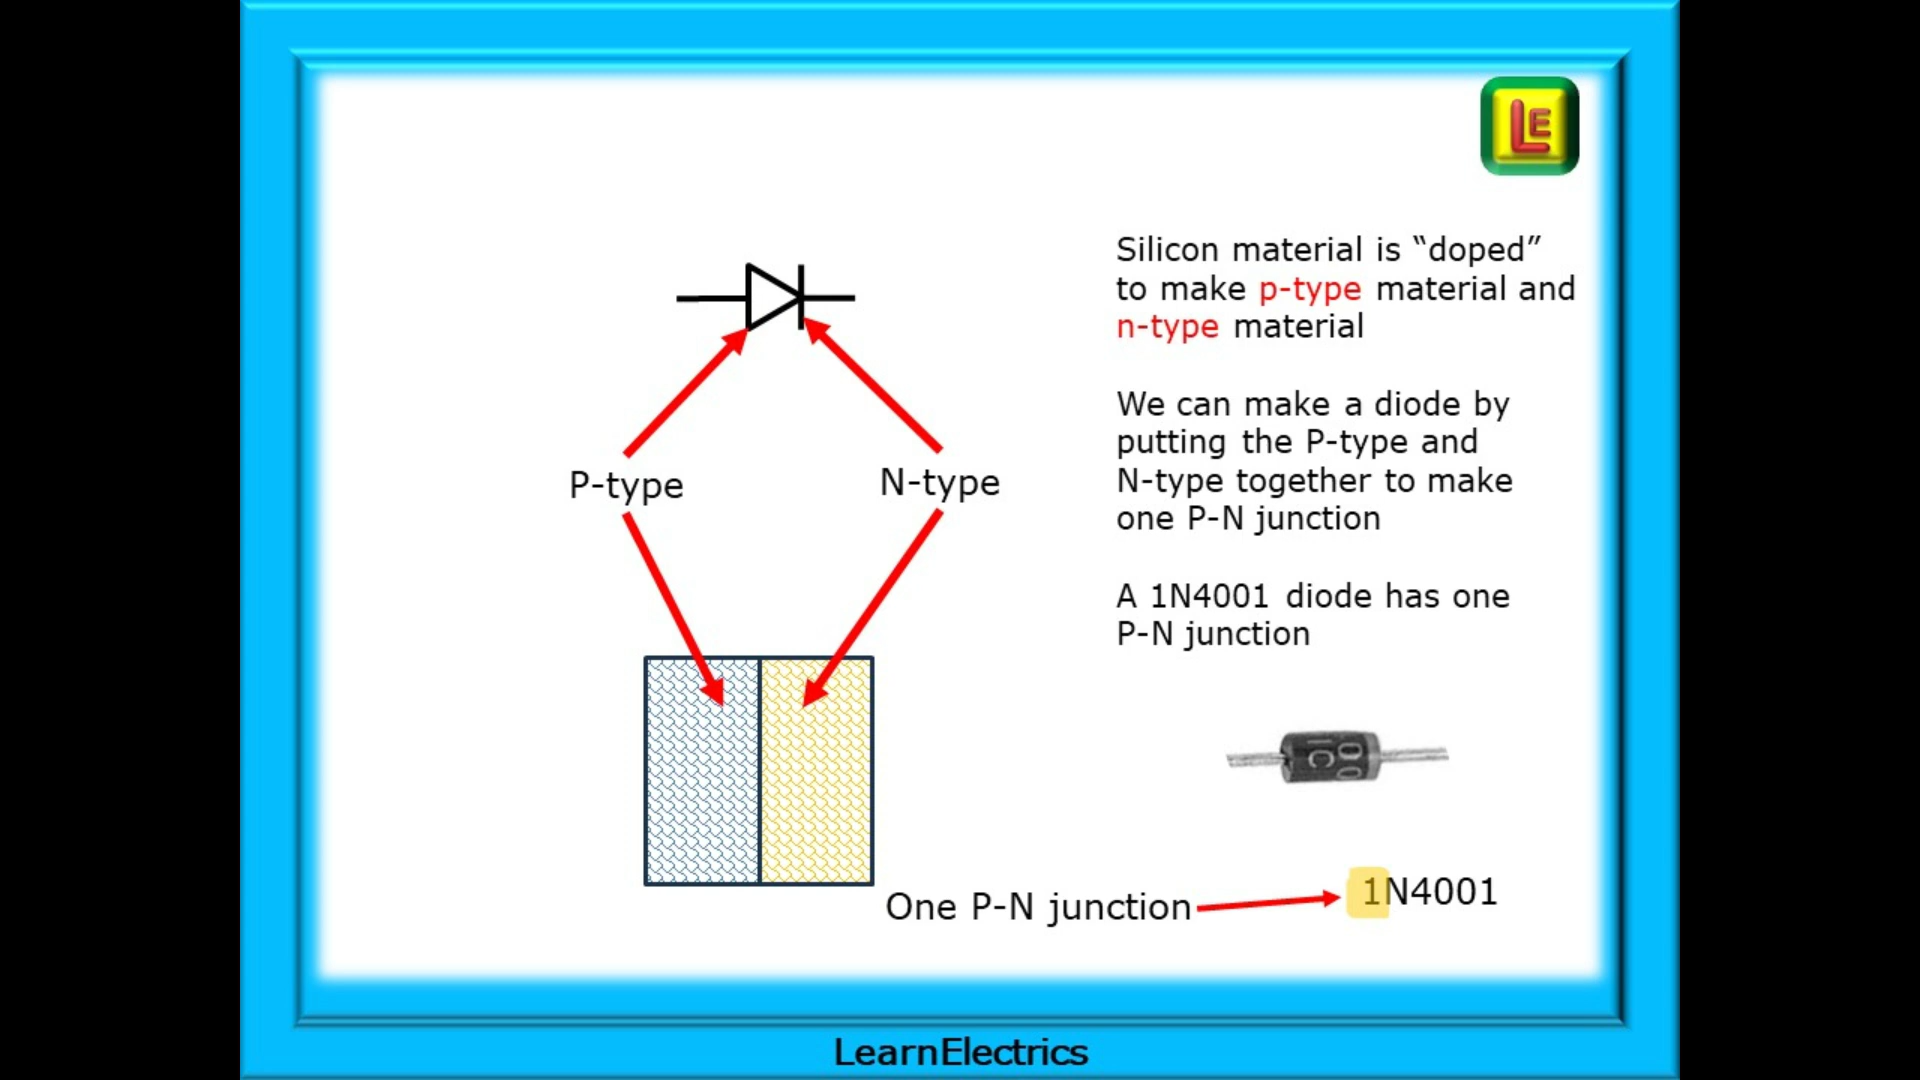 LE
Silicon material is “doped”
to make p-type material and
n-type material
We can make a diode by
putting the P-type and
N-type together to make
one P-N junction
A 1N4001 diode has one
P-N junction
P-type
N-type
One P-N junction
1N4001
LearnElectrics